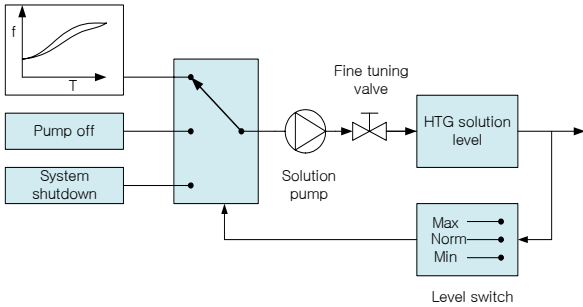 f
T
Pump off
System
shutdown
Solution
pump
Fine tuning
valve
HTG solution
level
Max
Norm
Min
Level switch